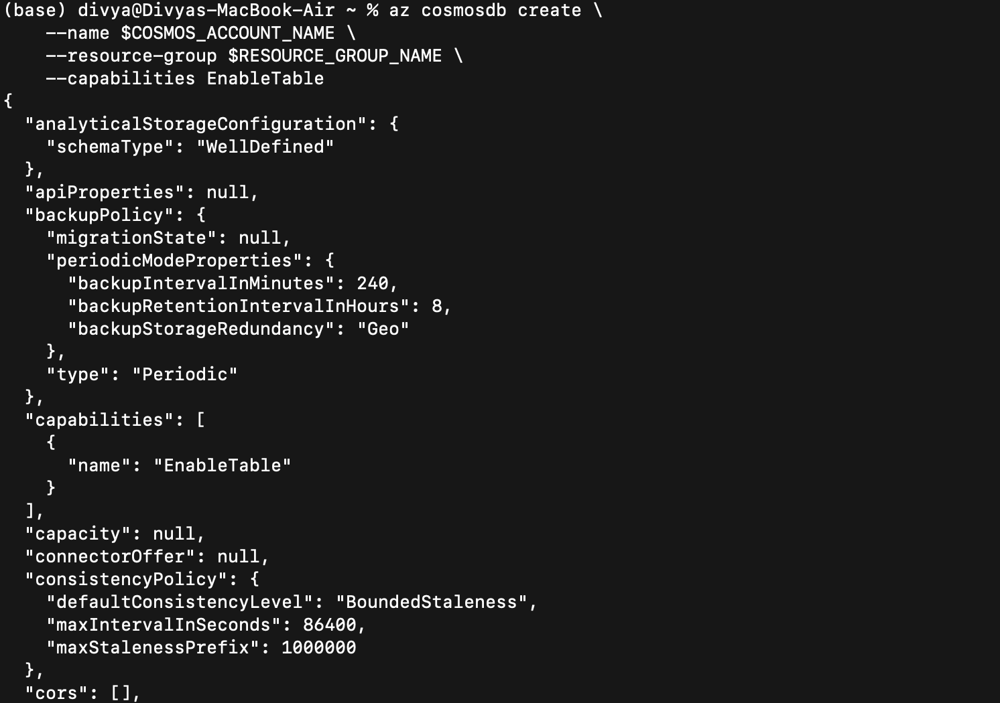 (base) divya@Divyas-MacBook-Air ~ % az cosmosdb create \
    --name $COSMOS_ACCOUNT_NAME \
    --resource-group $RESOURCE_GROUP_NAME \
    --capabilities EnableTable
{
  "analyticalStorageConfiguration": {
    "schemaType": "WellDefined"
  },
  "apiProperties": null,
  "backupPolicy": {
    "migrationState": null,
    "periodicModeProperties": {
      "backupIntervalInMinutes": 240,
      "backupRetentionIntervalInHours": 8,
      "backupStorageRedundancy": "Geo"
    },
    "type": "Periodic"
  },
  "capabilities": [
    {
      "name": "EnableTable"
    }
  ],
  "capacity": null,
  "connectorOffer": null,
  "consistencyPolicy": {
    "defaultConsistencyLevel": "BoundedStaleness",
    "maxIntervalInSeconds": 86400,
    "maxStalenessPrefix": 1000000
  },
  "cors": [],